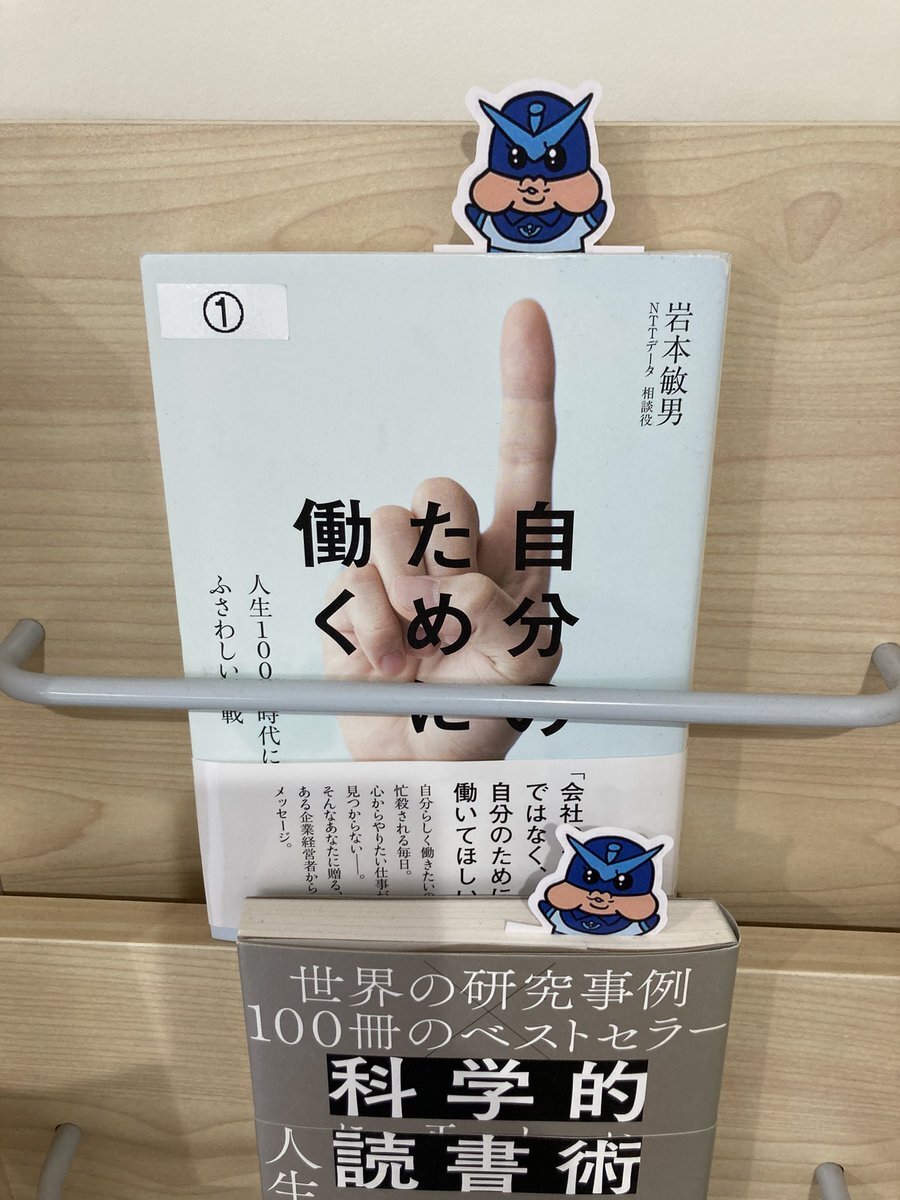 ①
岩本敏男
NTTデータ 相談役
自分の
ために
働く
人生100
時代に
ふさわしい
戦
「会社
ではなく、
自分のために
働いてほしい
自分らしく働きたいの
忙殺される毎日。
心からやりたい仕事が
見つからない――。
そんなあなたに贈る、
ある企業経営者から
メッセージ。
世界の研究事例
×
100冊のベストセラー
科学的
読書術
人生